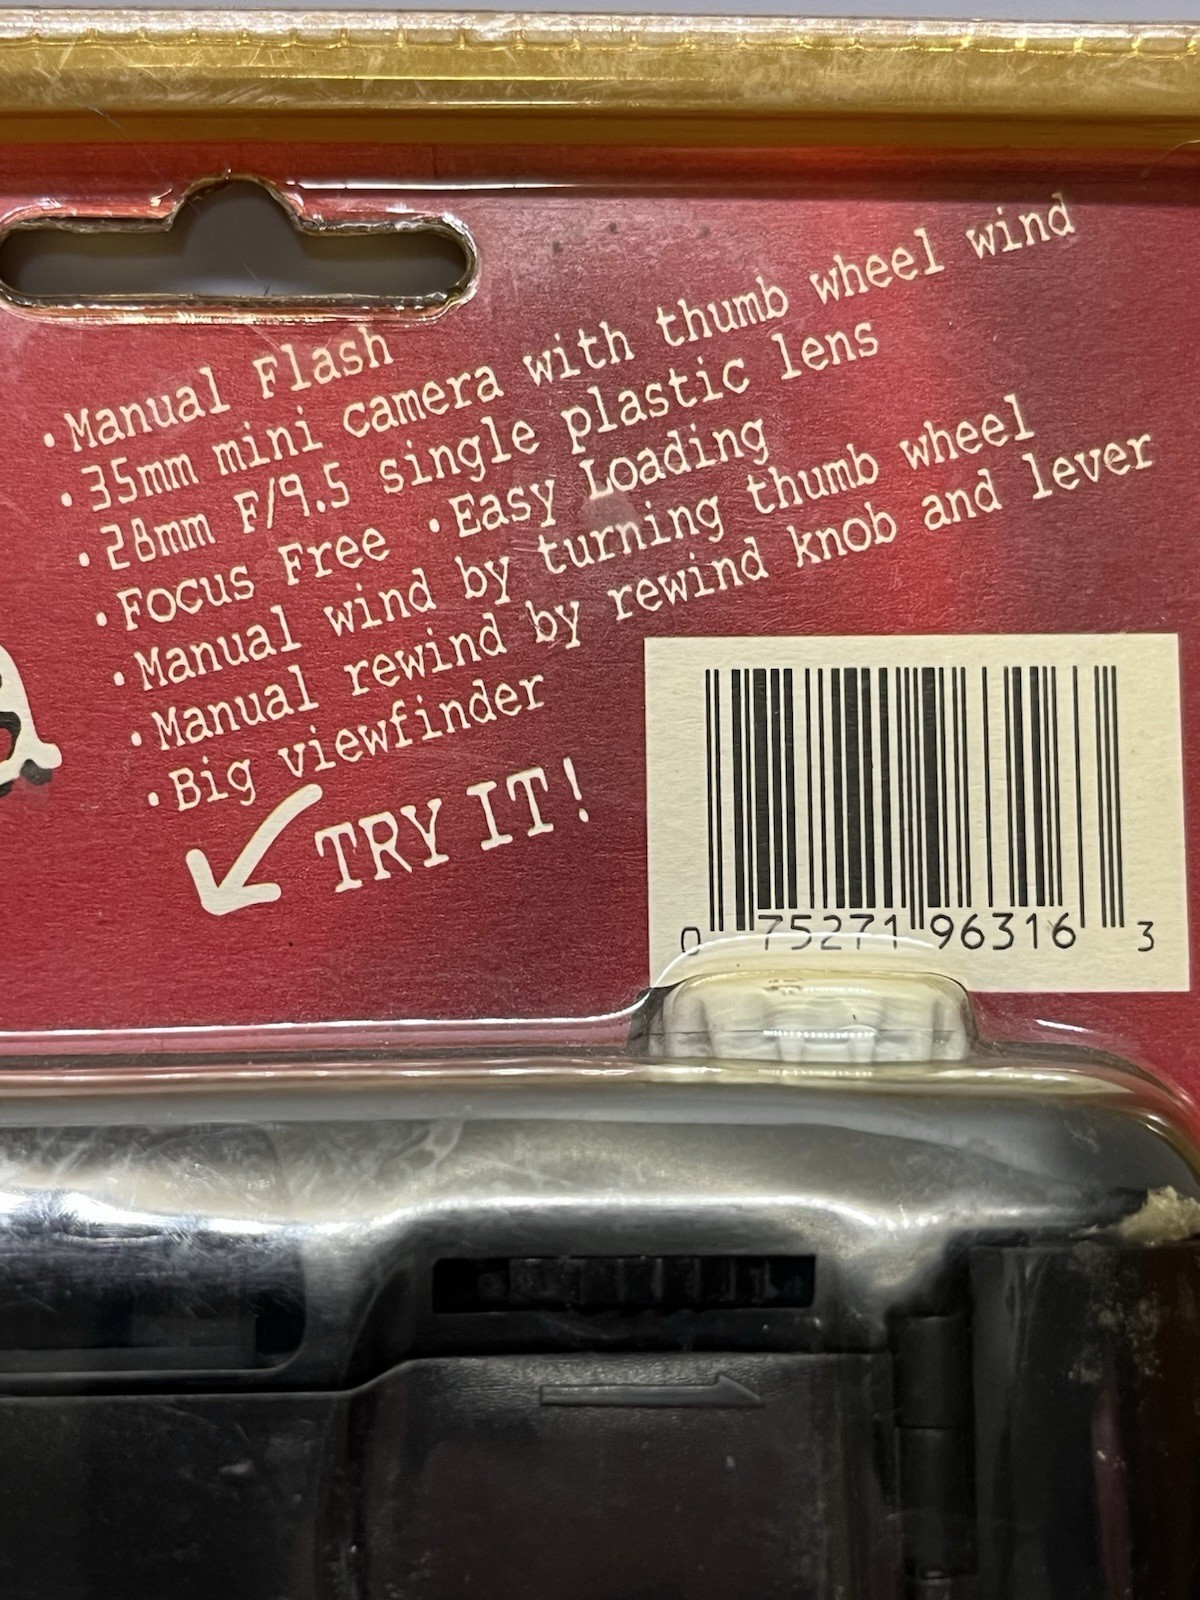 •Manual Flash
•35mm mini camera with thumb wheel wind
•28mm F/9.5 single plastic lens
•Focus Free •Easy Loading
•Manual wind by turning thumb wheel
•Manual rewind by rewind knob and lever
•Big viewfinder
TRY IT!
0 75271 96316 3